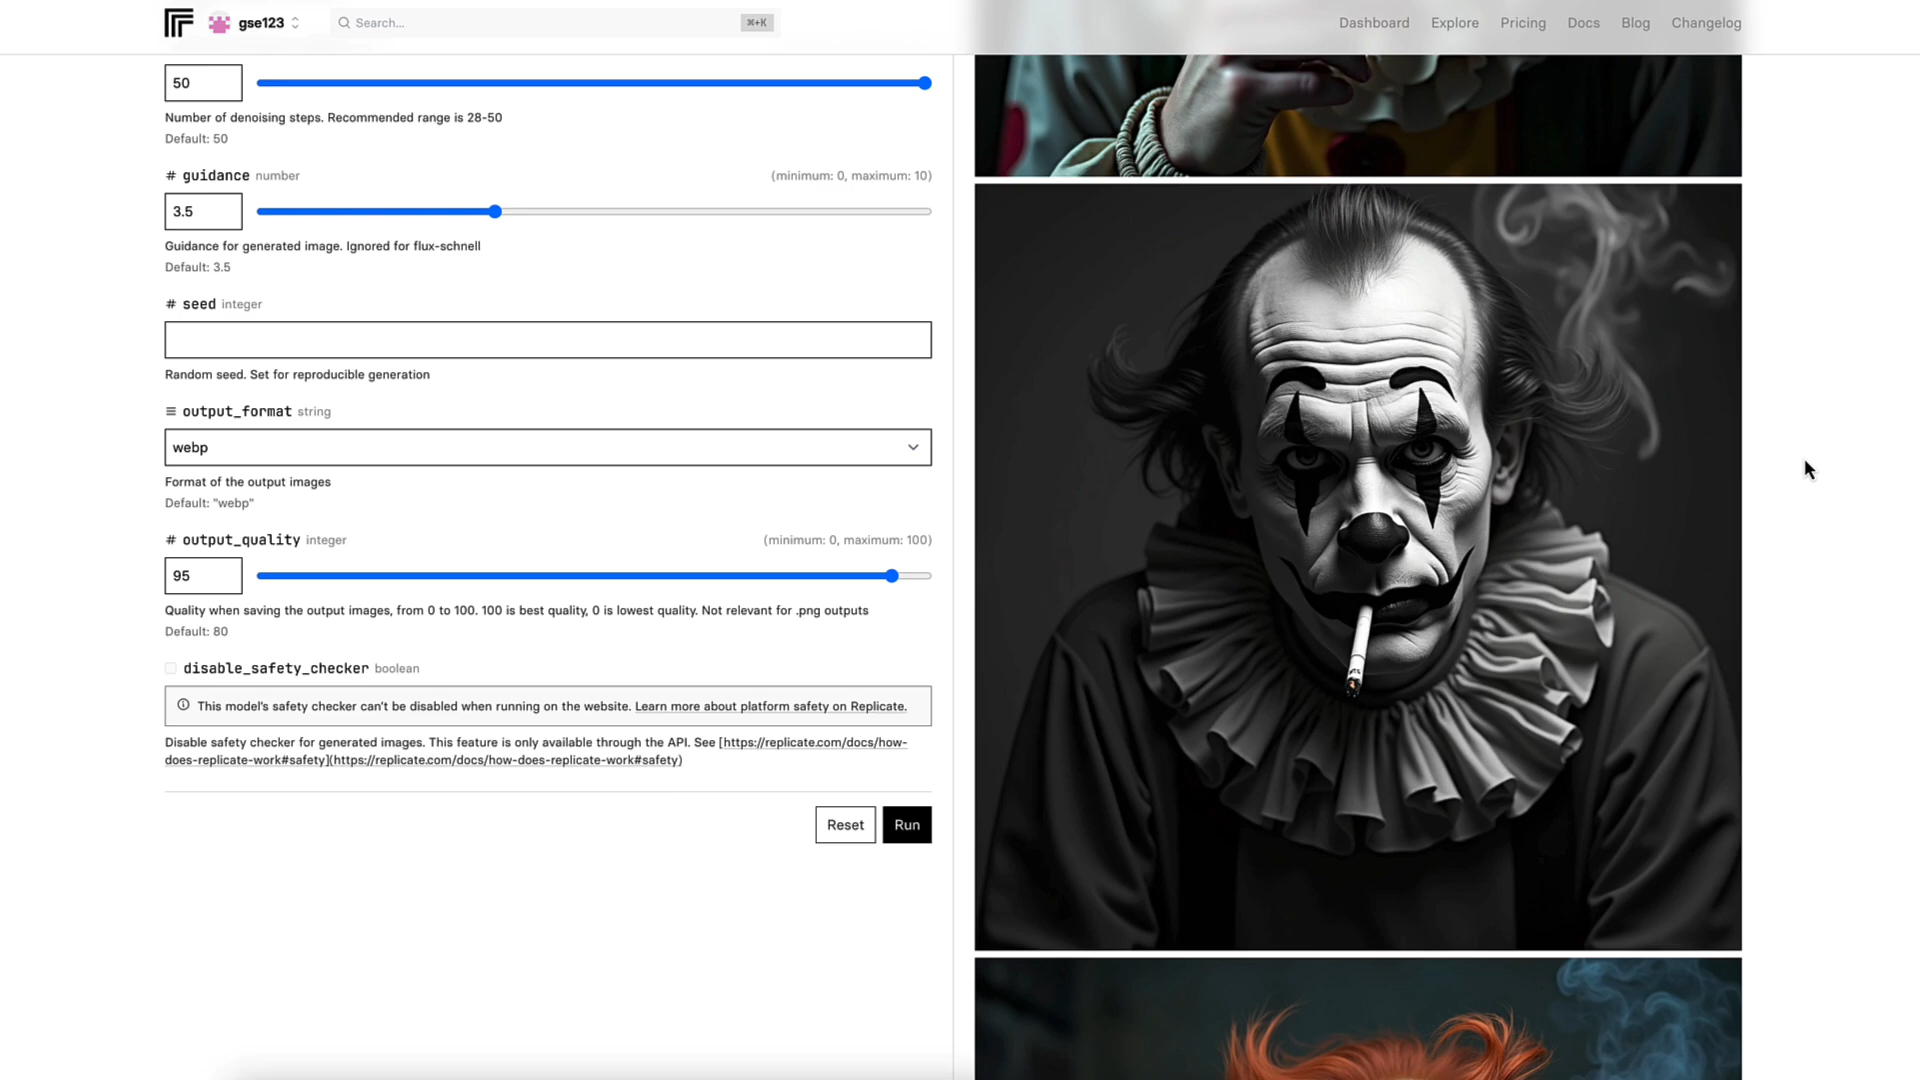 gse123
Search...
⌘+K
Dashboard
Explore
Pricing
Docs
Blog
Changelog
50
Number of denoising steps. Recommended range is 28-50
Default: 50
# guidance number
(minimum: 0, maximum: 10)
3.5
Guidance for generated image. Ignored for flux-schnell
Default: 3.5
# seed integer
Random seed. Set for reproducible generation
output_format string
webp
Format of the output images
Default: "webp"
# output_quality integer
(minimum: 0, maximum: 100)
95
Quality when saving the output images, from 0 to 100. 100 is best quality, 0 is lowest quality. Not relevant for .png outputs
Default: 80
disable_safety_checker boolean
This model's safety checker can't be disabled when running on the website. Learn more about platform safety on Replicate.
Disable safety checker for generated images. This feature is only available through the API. See [https://replicate.com/docs/how-
does-replicate-work#safety](https://replicate.com/docs/how-does-replicate-work#safety)
Reset
Run